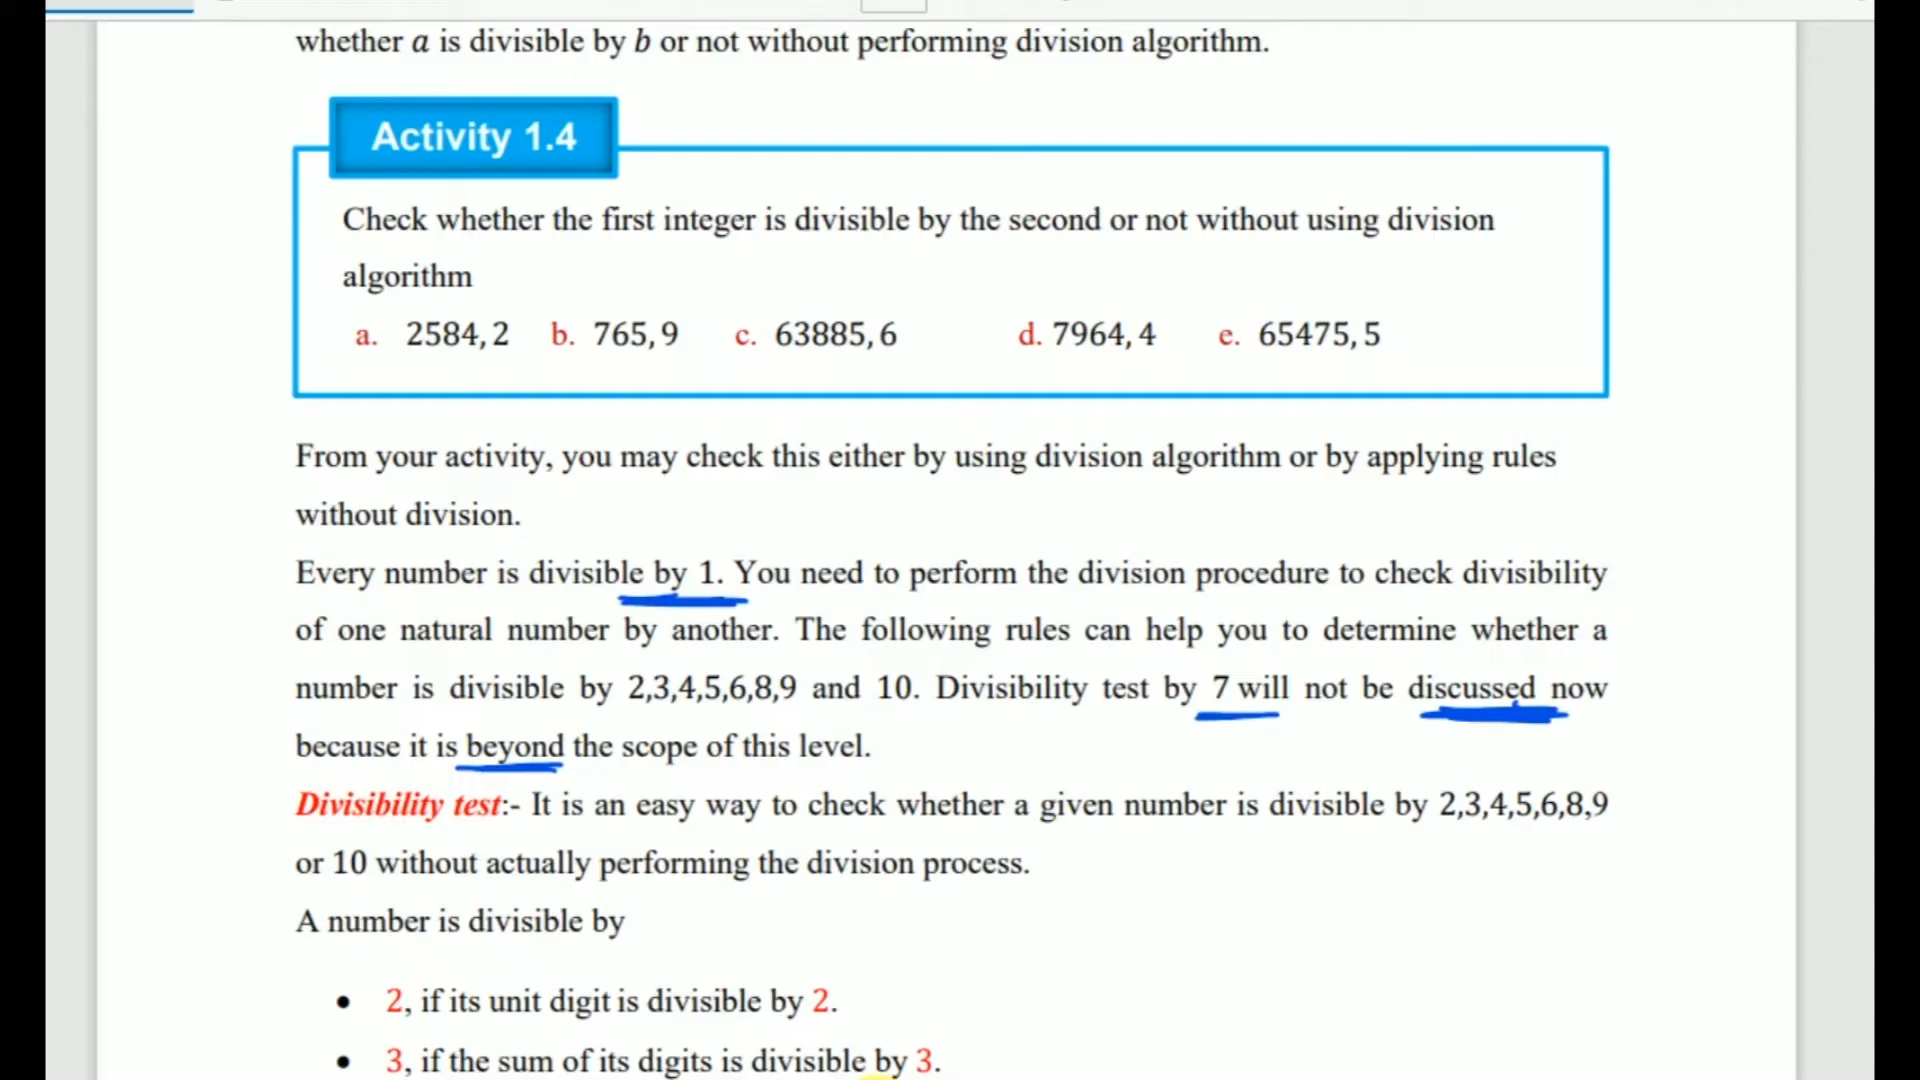 whether a is divisible by b or not without performing division algorithm.
Activity 1.4
Check whether the first integer is divisible by the second or not without using division
algorithm
a. 2584, 2 b. 765, 9 c. 63885, 6 d. 7964, 4 e. 65475, 5
From your activity, you may check this either by using division algorithm or by applying rules
without division.
Every number is divisible by 1. You need to perform the division procedure to check divisibility
of one natural number by another. The following rules can help you to determine whether a
number is divisible by 2,3,4,5,6,8,9 and 10. Divisibility test by 7 will not be discussed now
because it is beyond the scope of this level.
Divisibility test:- It is an easy way to check whether a given number is divisible by 2,3,4,5,6,8,9
or 10 without actually performing the division process.
A number is divisible by
• 2, if its unit digit is divisible by 2.
• 3, if the sum of its digits is divisible by 3.